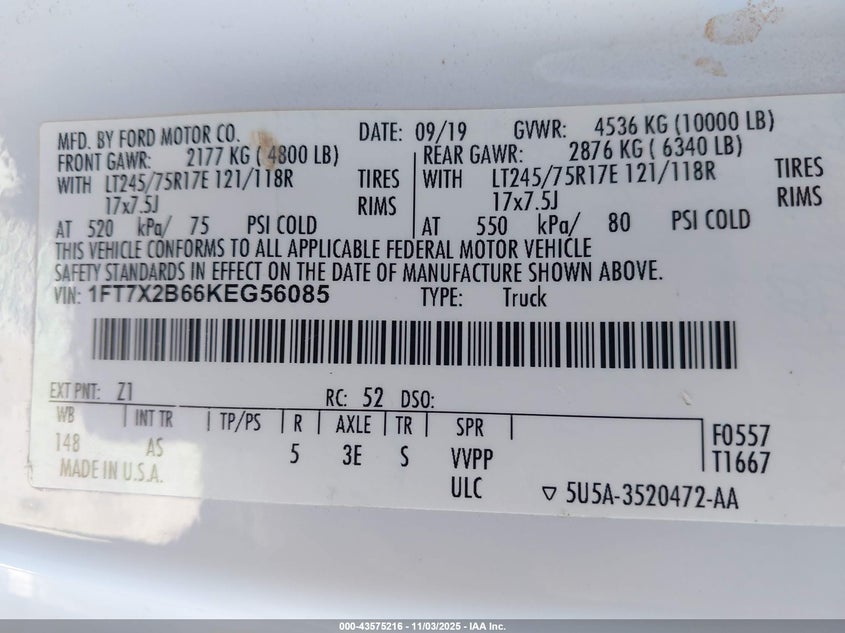 MFD. BY FORD MOTOR CO. DATE: 09/19 GVWR: 4536 KG (10000 LB)
FRONT GAWR: 2177 KG ( 4800 LB) REAR GAWR: 2876 KG ( 6340 LB)
WITH LT245/75R17E 121/118R TIRES WITH LT245/75R17E 121/118R TIRES
17x7.5J RIMS 17x7.5J RIMS
AT 520 kPa/ 75 PSI COLD AT 550 kPa/ 80 PSI COLD
THIS VEHICLE CONFORMS TO ALL APPLICABLE FEDERAL MOTOR VEHICLE
SAFETY STANDARDS IN EFFECT ON THE DATE OF MANUFACTURE SHOWN ABOVE.
VIN: 1FT7X2B66KEG56085 TYPE: Truck
EXT PNT: Z1 RC: 52 DSO:
WB INT TR TP/PS R AXLE TR SPR F0557
148 AS 5 3E S VVPP T1667
MADE IN U.S.A. ULC ▽ 5U5A-3520472-AA
000-43575216 - 11/03/2025 - IAA Inc.